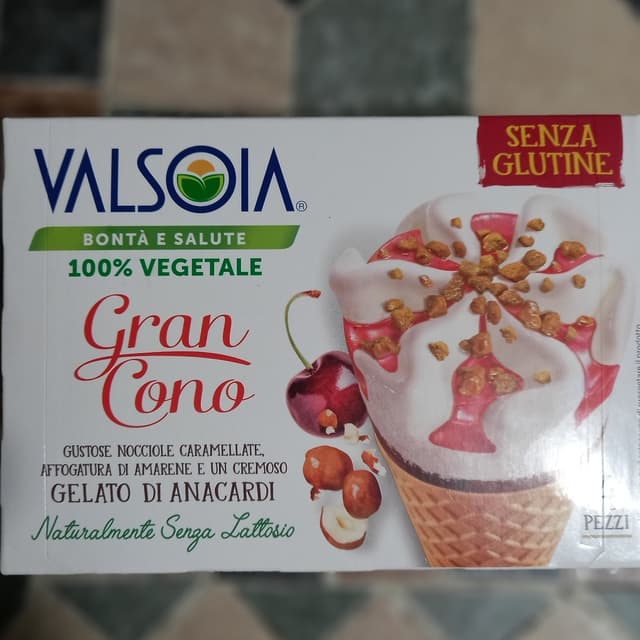 SENZA
GLUTINE
VALSOIA®
BONTÀ E SALUTE
100% VEGETALE
Gran
Cono
GUSTOSE NOCCIOLE CARAMELLATE,
AFFOGATURA DI AMARENE E UN CREMOSO
GELATO DI ANACARDI
Naturalmente Senza Lattosio
PEZZI